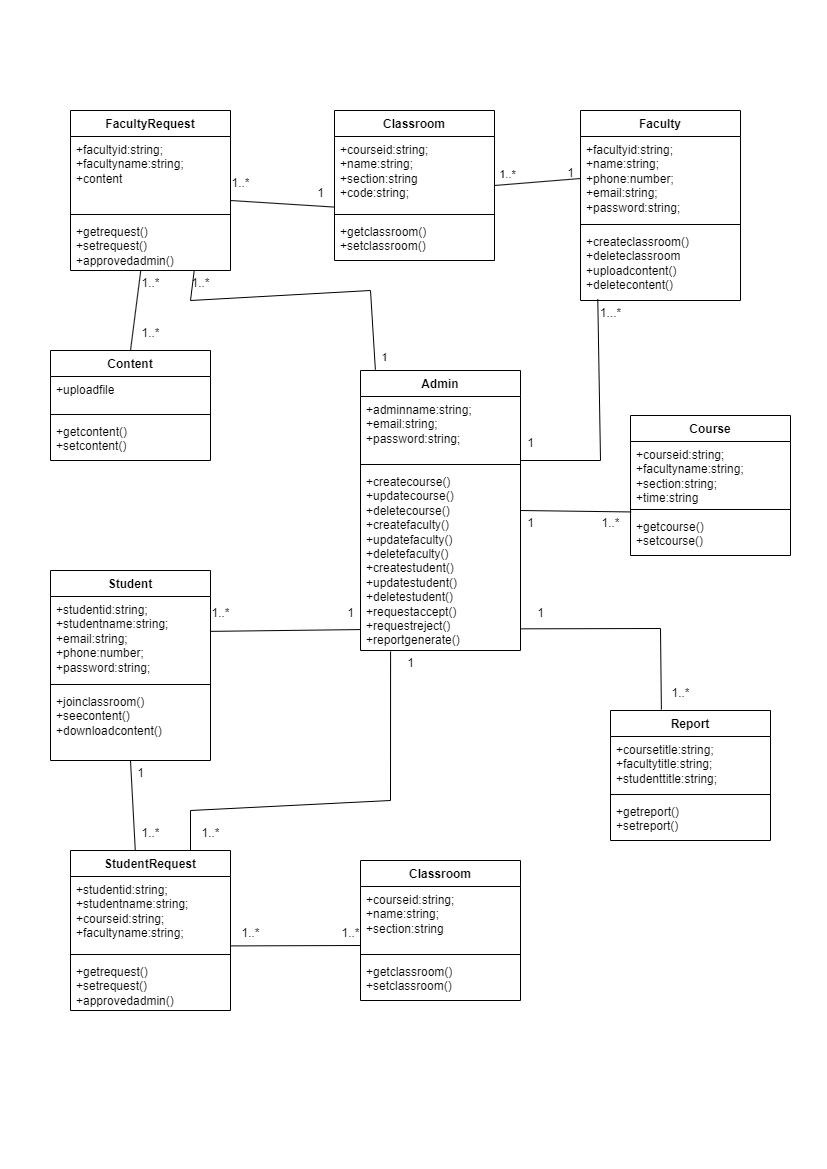 FacultyRequest
+facultyid:string;
+facultyname:string;
+content
+getrequest()
+setrequest()
+approvedadmin()
Classroom
+courseid:string;
+name:string;
+section:string
+code:string;
+getclassroom()
+setclassroom()
Faculty
+facultyid:string;
+name:string;
+phone:number;
+email:string;
+password:string;
+createclassroom()
+deleteclassroom
+uploadcontent()
+deletecontent()
1..*
1
1..*
1
1..*
1..*
1..*
1
1...*
1
Content
+uploadfile
+getcontent()
+setcontent()
Admin
+adminname:string;
+email:string;
+password:string;
+createcourse()
+updatecourse()
+deletecourse()
+createfaculty()
+updatefaculty()
+deletefaculty()
+createstudent()
+updatestudent()
+deletestudent()
+requestaccept()
+requestreject()
+reportgenerate()
Course
+courseid:string;
+facultyname:string;
+section:string;
+time:string
+getcourse()
+setcourse()
1
1..*
Student
+studentid:string;
+studentname:string;
+email:string;
+phone:number;
+password:string;
+joinclassroom()
+seecontent()
+downloadcontent()
1..*
1
1
1..*
1
Report
+coursetitle:string;
+facultytitle:string;
+studenttitle:string;
+getreport()
+setreport()
1
1..*
1..*
StudentRequest
+studentid:string;
+studentname:string;
+courseid:string;
+facultyname:string;
+getrequest()
+setrequest()
+approvedadmin()
1..*
1..*
Classroom
+courseid:string;
+name:string;
+section:string
+getclassroom()
+setclassroom()